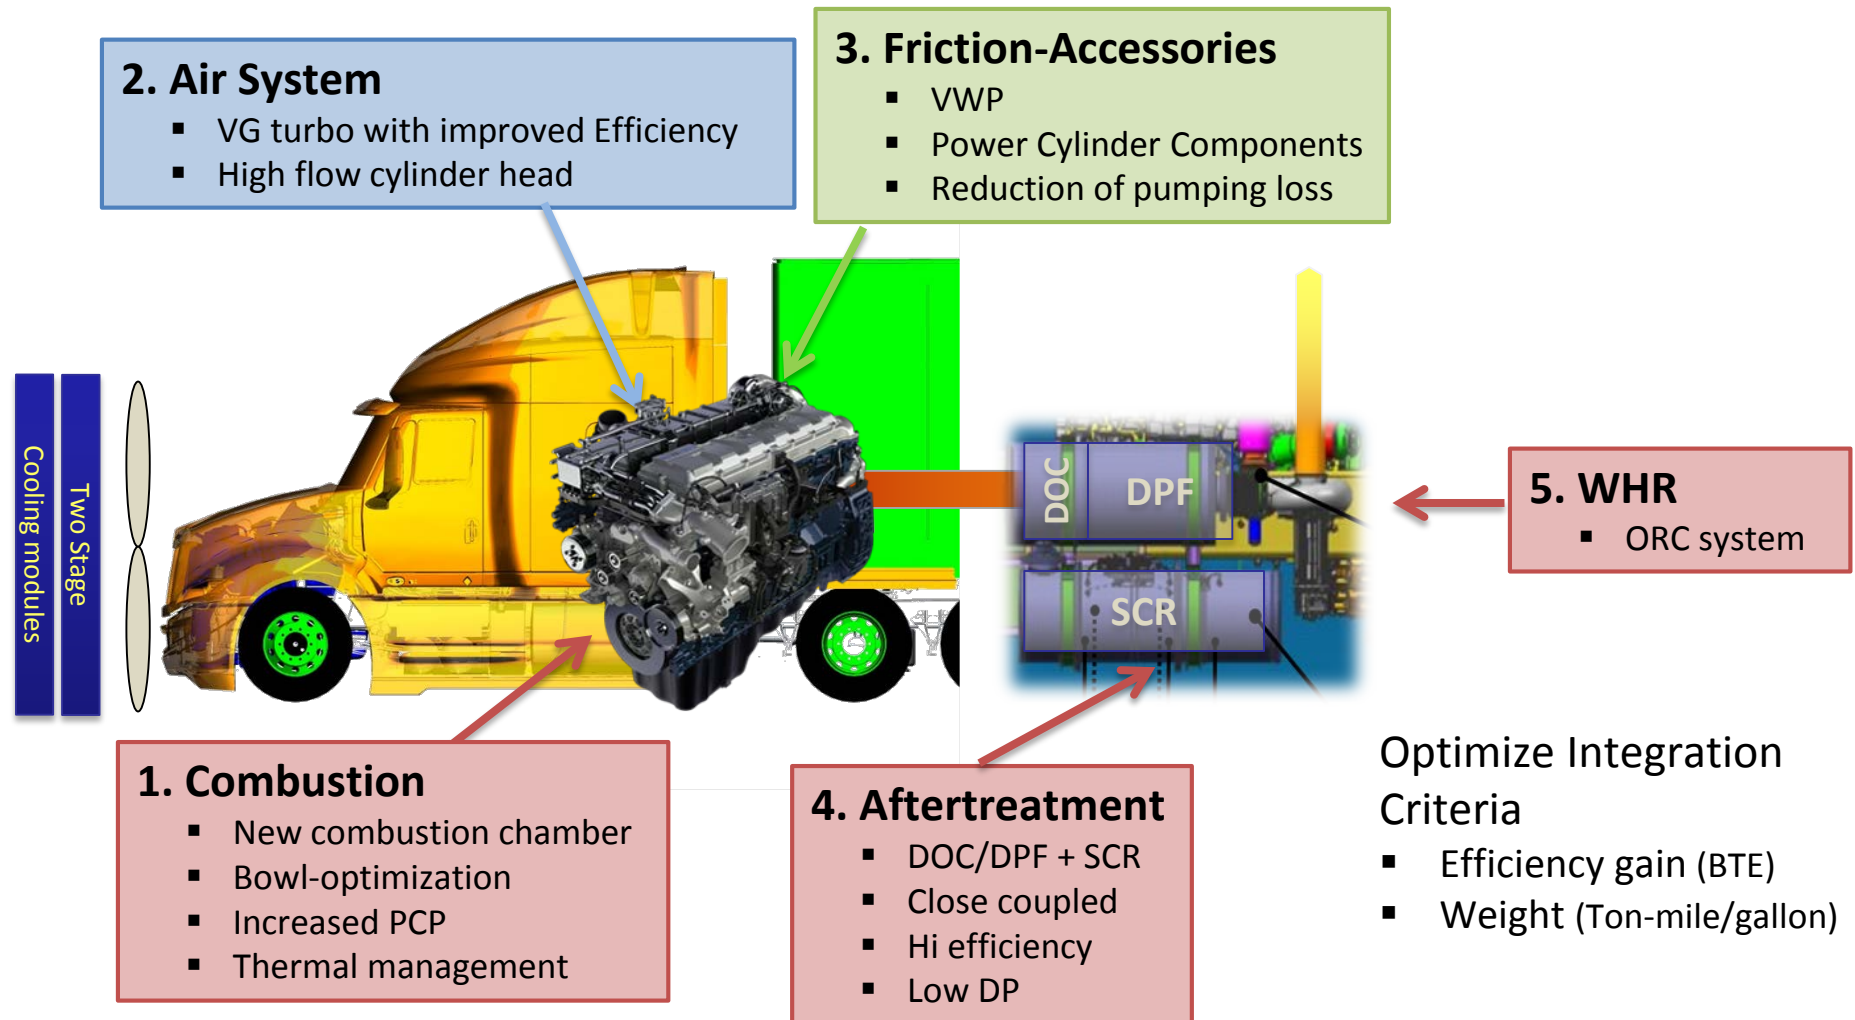 2. Air System
▪ VG turbo with improved Efficiency
▪ High flow cylinder head
3. Friction-Accessories
▪ VWP
▪ Power Cylinder Components
▪ Reduction of pumping loss
Cooling modules
Two Stage
DOC
DPF
SCR
5. WHR
▪ ORC system
1. Combustion
▪ New combustion chamber
▪ Bowl-optimization
▪ Increased PCP
▪ Thermal management
4. Aftertreatment
▪ DOC/DPF + SCR
▪ Close coupled
▪ Hi efficiency
▪ Low DP
Optimize Integration
Criteria
▪ Efficiency gain (BTE)
▪ Weight (Ton-mile/gallon)